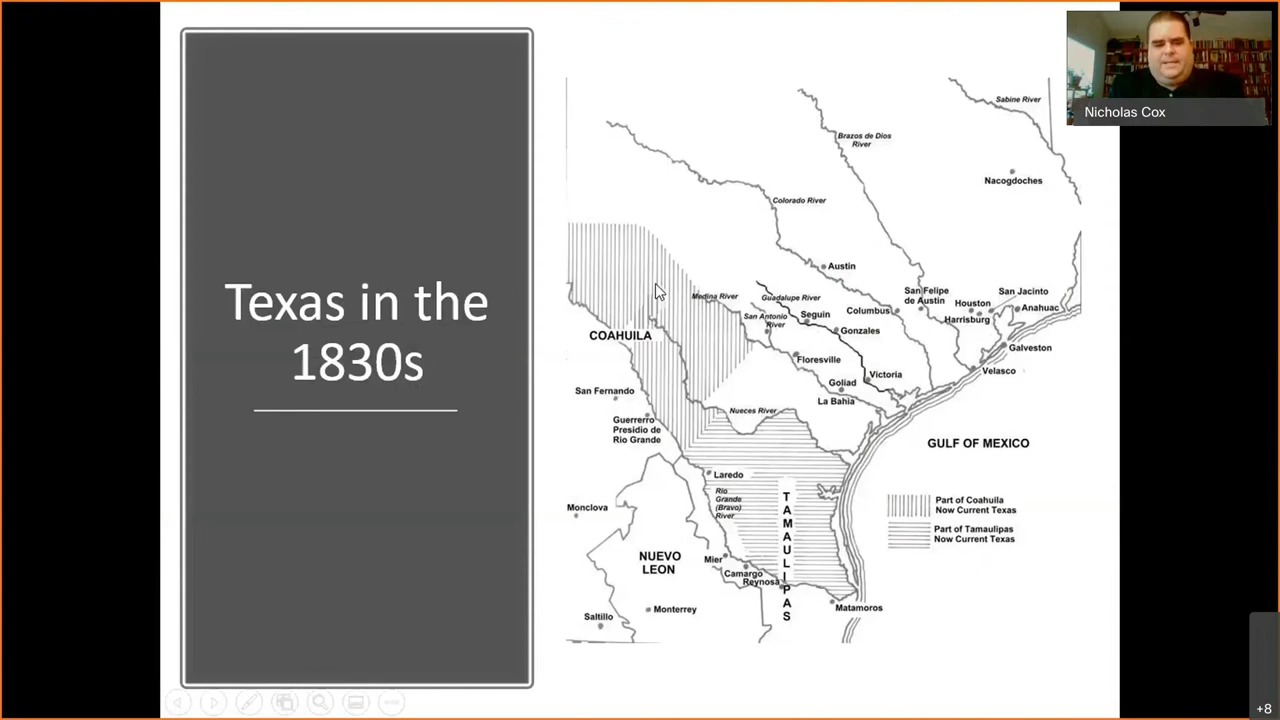 Texas in the
1830s
Sabine River
Brazos de Dios
River
Nacogdoches
Colorado River
Austin
San Felipe
de Austin
San Jacinto
Houston
Anahuac
Harrisburg
Medina River
Guadalupe River
Columbus
San Antonio
River
Seguin
Gonzales
Galveston
COAHUILA
Floresville
Velasco
Victoria
Goliad
La Bahia
San Fernando
Nueces River
Guerrerro
Presidio de
Rio Grande
GULF OF MEXICO
Laredo
Rio
Grande
(Bravo)
River
TAMAULIPAS
Part of Coahuila
Now Current Texas
Part of Tamaulipas
Now Current Texas
Monclova
NUEVO
LEON
Mier
Camargo
Reynosa
Matamoros
Monterrey
Saltillo
Nicholas Cox
+8